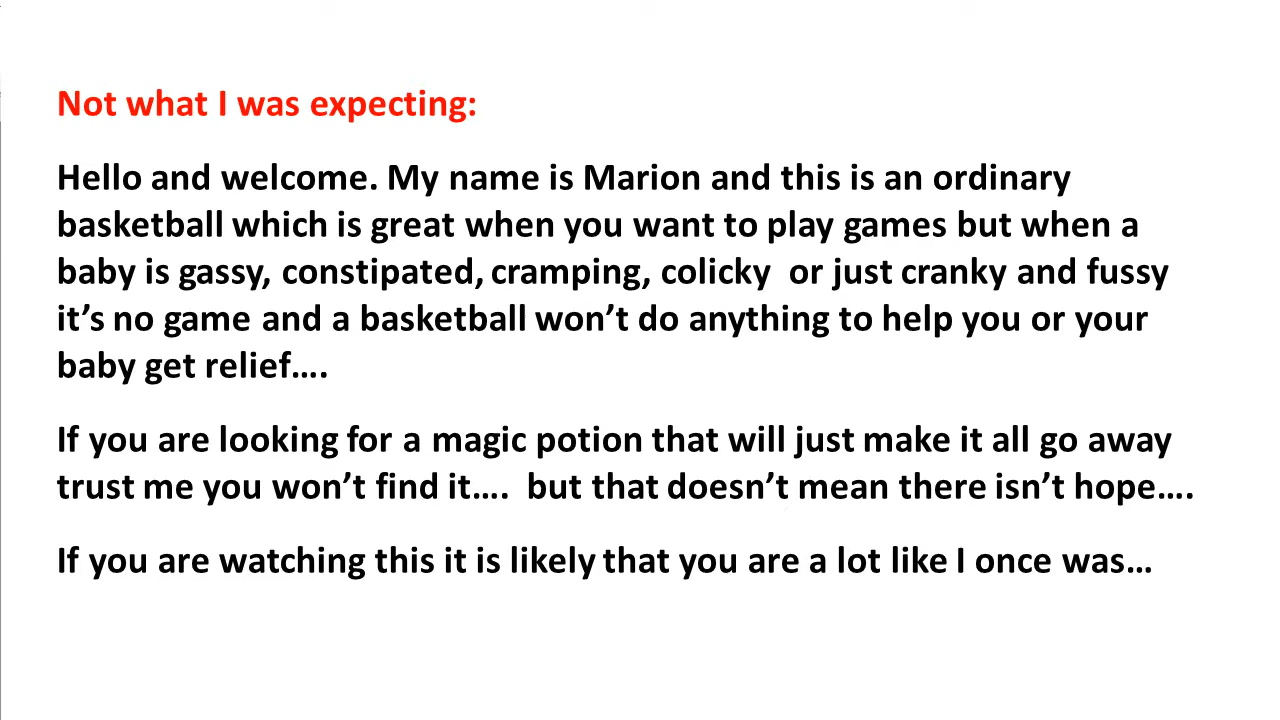 Not what I was expecting:
Hello and welcome. My name is Marion and this is an ordinary
basketball which is great when you want to play games but when a
baby is gassy, constipated, cramping, colicky  or just cranky and fussy
it’s no game and a basketball won’t do anything to help you or your
baby get relief….
If you are looking for a magic potion that will just make it all go away
trust me you won’t find it….  but that doesn’t mean there isn’t hope….
If you are watching this it is likely that you are a lot like I once was…